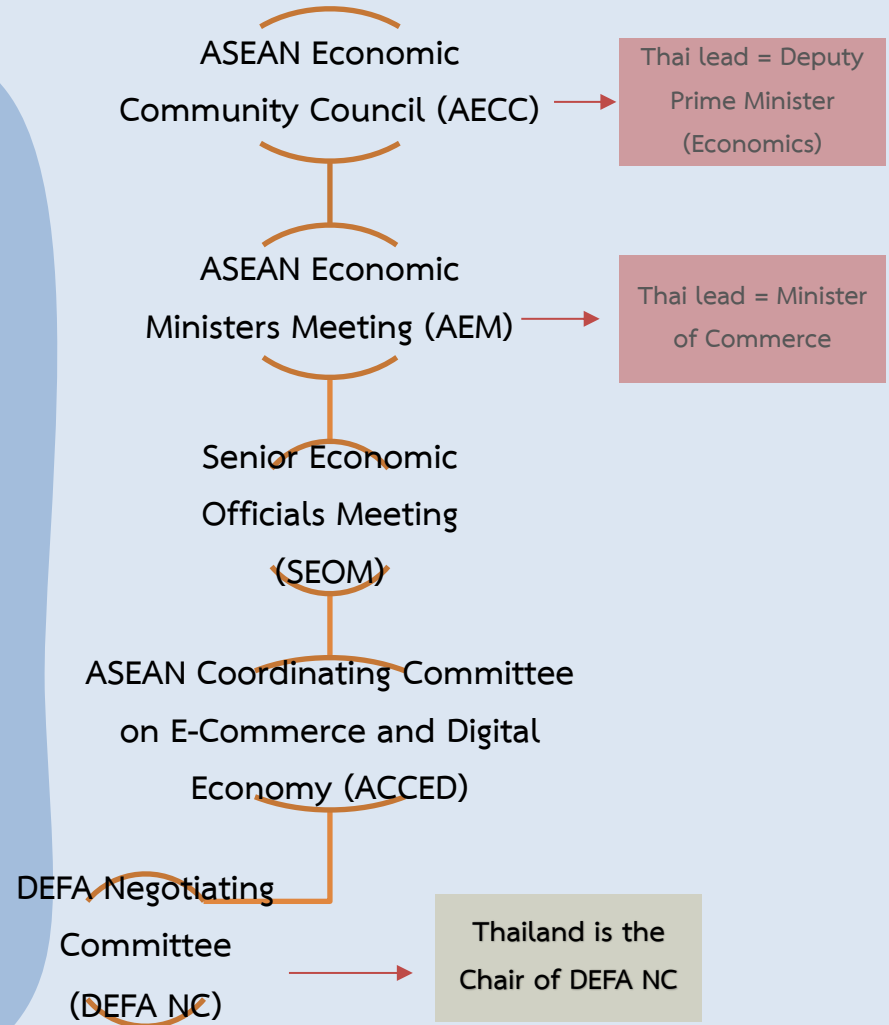 ASEAN Economic
Community Council (AECC)
Thai lead = Deputy
Prime Minister
(Economics)
ASEAN Economic
Ministers Meeting (AEM)
Thai lead = Minister
of Commerce
Senior Economic
Officials Meeting
(SEOM)
ASEAN Coordinating Committee
on E-Commerce and Digital
Economy (ACCED)
DEFA Negotiating
Committee
(DEFA NC)
Thailand is the
Chair of DEFA NC